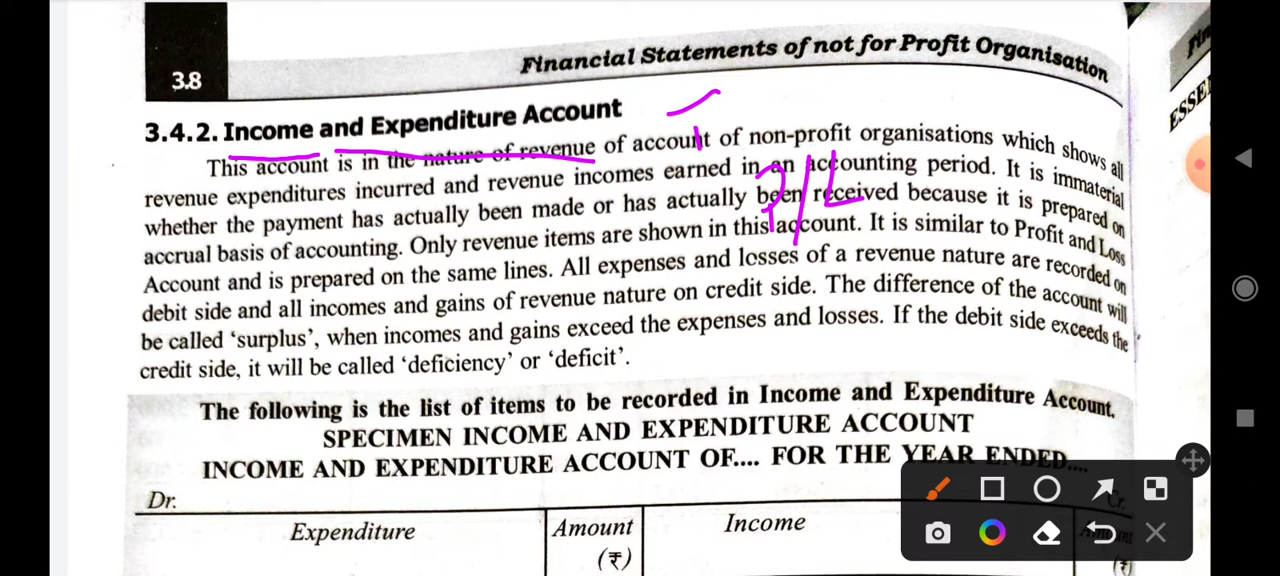 3.8
Financial Statements of not for Profit Organisation
3.4.2. Income and Expenditure Account
This account is in the nature of revenue of account of non-profit organisations which shows all
revenue expenditures incurred and revenue incomes earned in an accounting period. It is immaterial
whether the payment has actually been made or has actually been received because it is prepared on
accrual basis of accounting. Only revenue items are shown in this account. It is similar to Profit and Loss
Account and is prepared on the same lines. All expenses and losses of a revenue nature are recorded on
debit side and all incomes and gains of revenue nature on credit side. The difference of the account will
be called ‘surplus’, when incomes and gains exceed the expenses and losses. If the debit side exceeds the
credit side, it will be called ‘deficiency’ or ‘deficit’.
P/L
The following is the list of items to be recorded in Income and Expenditure Account.
SPECIMEN INCOME AND EXPENDITURE ACCOUNT
INCOME AND EXPENDITURE ACCOUNT OF.... FOR THE YEAR ENDED....
Dr. Cr.
Expenditure Amount Income Amount
(₹) (₹)